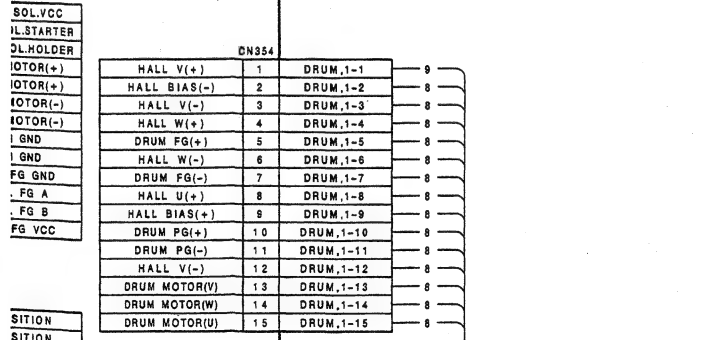 SOL.VCC
L.STARTER
OL.HOLDER
CN354
IOTOR(+)
HALL V(+) 1 DRUM,1-1 9
IOTOR(+)
HALL BIAS(-) 2 DRUM,1-2 8
IOTOR(-)
HALL V(-) 3 DRUM,1-3 8
IOTOR(-)
HALL W(+) 4 DRUM,1-4 8
GND
DRUM FG(+) 5 DRUM,1-5 8
GND
HALL W(-) 6 DRUM,1-6 8
FG GND
DRUM FG(-) 7 DRUM,1-7 8
. FG A
HALL U(+) 8 DRUM,1-8 8
. FG B
HALL BIAS(+) 9 DRUM,1-9 8
FG VCC
DRUM PG(+) 10 DRUM,1-10 8
DRUM PG(-) 11 DRUM,1-11 8
HALL V(-) 12 DRUM,1-12 8
DRUM MOTOR(V) 13 DRUM,1-13 8
DRUM MOTOR(W) 14 DRUM,1-14 8
SITION
DRUM MOTOR(U) 15 DRUM,1-15 8
SITION